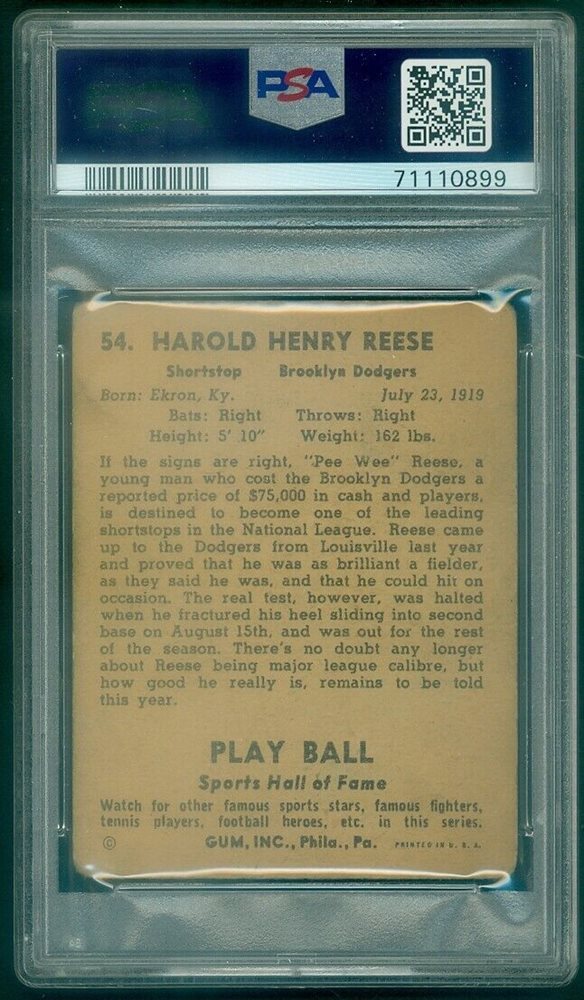 PSA
71110899
54. HAROLD HENRY REESE
Shortstop Brooklyn Dodgers
Born: Ekron, Ky. July 23, 1919
Bats: Right Throws: Right
Height: 5' 10" Weight: 162 lbs.
If the signs are right, "Pee Wee" Reese, a
young man who cost the Brooklyn Dodgers a
reported price of $75,000 in cash and players,
is destined to become one of the leading
shortstops in the National League. Reese came
up to the Dodgers from Louisville last year
and proved that he was as brilliant a fielder,
as they said he was, and that he could hit on
occasion. The real test, however, was halted
when he fractured his heel sliding into second
base on August 15th, and was out for the rest
of the season. There's no doubt any longer
about Reese being major league calibre, but
how good he really is, remains to be told
this year.
PLAY BALL
Sports Hall of Fame
Watch for other famous sports stars, famous fighters,
tennis players, football heroes, etc. in this series.
© GUM, INC., Phila., Pa. PRINTED IN U. S. A.